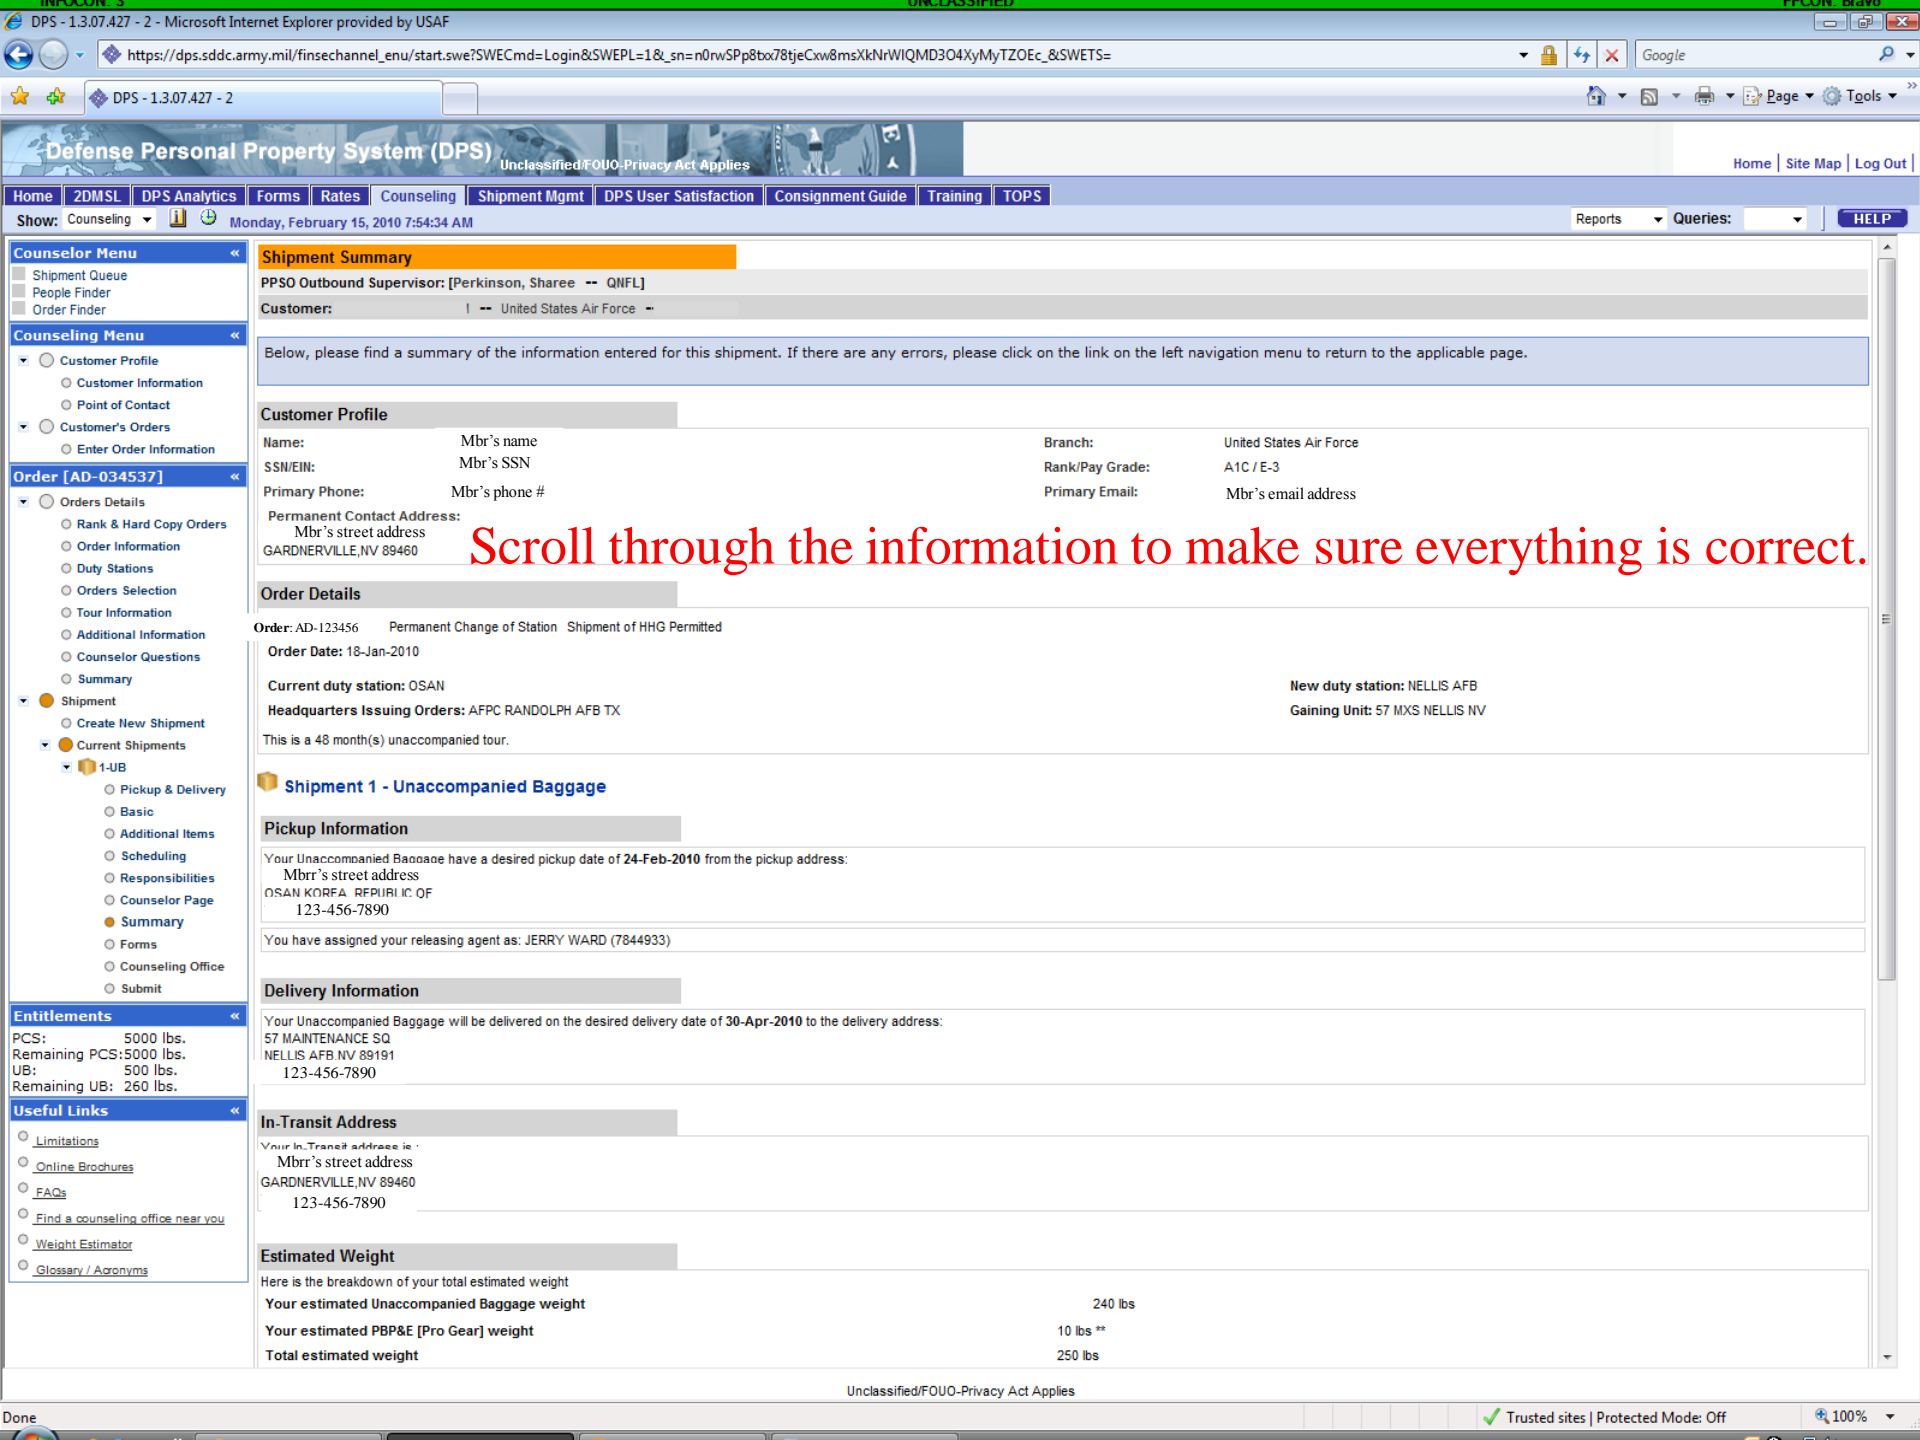 INFOCON: 3 UNCLASSIFIED FPCON: Bravo
DPS - 1.3.07.427 - 2 - Microsoft Internet Explorer provided by USAF
https://dps.sddc.army.mil/finsechannel_enu/start.swe?SWECmd=Login&SWEPL=1&_sn=n0rwSPp8txx78tjeCxw8msXkNrWIQMD3O4XyMyTZOEc_&SWETS= Google
DPS - 1.3.07.427 - 2 Page Tools
Defense Personal Property System (DPS) Unclassified/FOUO-Privacy Act Applies
Home | Site Map | Log Out |
Home 2DMSL DPS Analytics Forms Rates Counseling Shipment Mgmt DPS User Satisfaction Consignment Guide Training TOPS
Show: Counseling Monday, February 15, 2010 7:54:34 AM Reports Queries: HELP
Counselor Menu «
Shipment Queue
People Finder
Order Finder
Counseling Menu «
Customer Profile
Customer Information
Point of Contact
Customer's Orders
Enter Order Information
Order [AD-034537] «
Orders Details
Rank & Hard Copy Orders
Order Information
Duty Stations
Orders Selection
Tour Information
Additional Information
Counselor Questions
Summary
Shipment
Create New Shipment
Current Shipments
1-UB
Pickup & Delivery
Basic
Additional Items
Scheduling
Responsibilities
Counselor Page
Summary
Forms
Counseling Office
Submit
Entitlements «
PCS: 5000 lbs.
Remaining PCS:5000 lbs.
UB: 500 lbs.
Remaining UB: 260 lbs.
Useful Links «
Limitations
Online Brochures
FAQs
Find a counseling office near you
Weight Estimator
Glossary / Acronyms
Shipment Summary
PPSO Outbound Supervisor: [Perkinson, Sharee -- QNFL]
Customer: -- United States Air Force --
Below, please find a summary of the information entered for this shipment. If there are any errors, please click on the link on the left navigation menu to return to the applicable page.
Customer Profile
Name: Mbr's name Branch: United States Air Force
SSN/EIN: Mbr's SSN Rank/Pay Grade: A1C / E-3
Primary Phone: Mbr's phone # Primary Email: Mbr's email address
Permanent Contact Address:
Mbr's street address
GARDNERVILLE,NV 89460
Scroll through the information to make sure everything is correct.
Order Details
Order: AD-123456 Permanent Change of Station Shipment of HHG Permitted
Order Date: 18-Jan-2010
Current duty station: OSAN New duty station: NELLIS AFB
Headquarters Issuing Orders: AFPC RANDOLPH AFB TX Gaining Unit: 57 MXS NELLIS NV
This is a 48 month(s) unaccompanied tour.
Shipment 1 - Unaccompanied Baggage
Pickup Information
Your Unaccompanied Baggage have a desired pickup date of 24-Feb-2010 from the pickup address:
Mbrr's street address
OSAN KOREA, REPUBLIC OF
123-456-7890
You have assigned your releasing agent as: JERRY WARD (7844933)
Delivery Information
Your Unaccompanied Baggage will be delivered on the desired delivery date of 30-Apr-2010 to the delivery address:
57 MAINTENANCE SQ
NELLIS AFB,NV 89191
123-456-7890
In-Transit Address
Your In-Transit address is :
Mbrr's street address
GARDNERVILLE,NV 89460
123-456-7890
Estimated Weight
Here is the breakdown of your total estimated weight
Your estimated Unaccompanied Baggage weight 240 lbs
Your estimated PBP&E [Pro Gear] weight 10 lbs **
Total estimated weight 250 lbs
Unclassified/FOUO-Privacy Act Applies
Done Trusted sites | Protected Mode: Off 100%